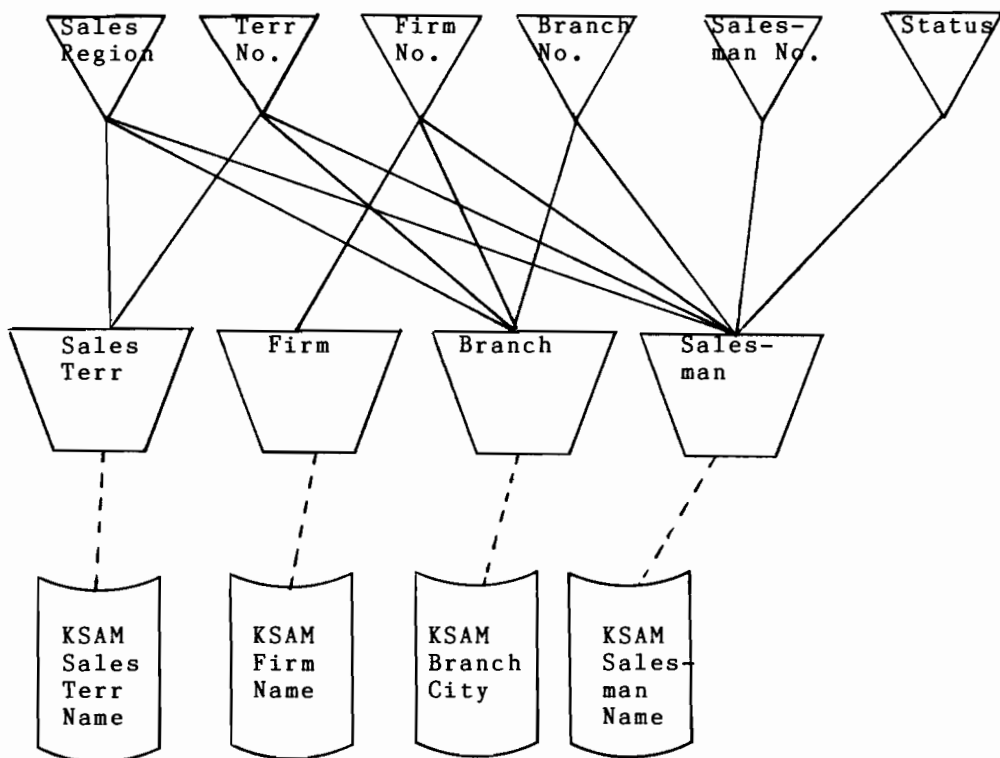 Sales
Region
Terr
No.
Firm
No.
Branch
No.
Sales-
man No.
Status
Sales
Terr
Firm
Branch
Sales-
man
KSAM
Sales
Terr
Name
KSAM
Firm
Name
KSAM
Branch
City
KSAM
Sales-
man
Name